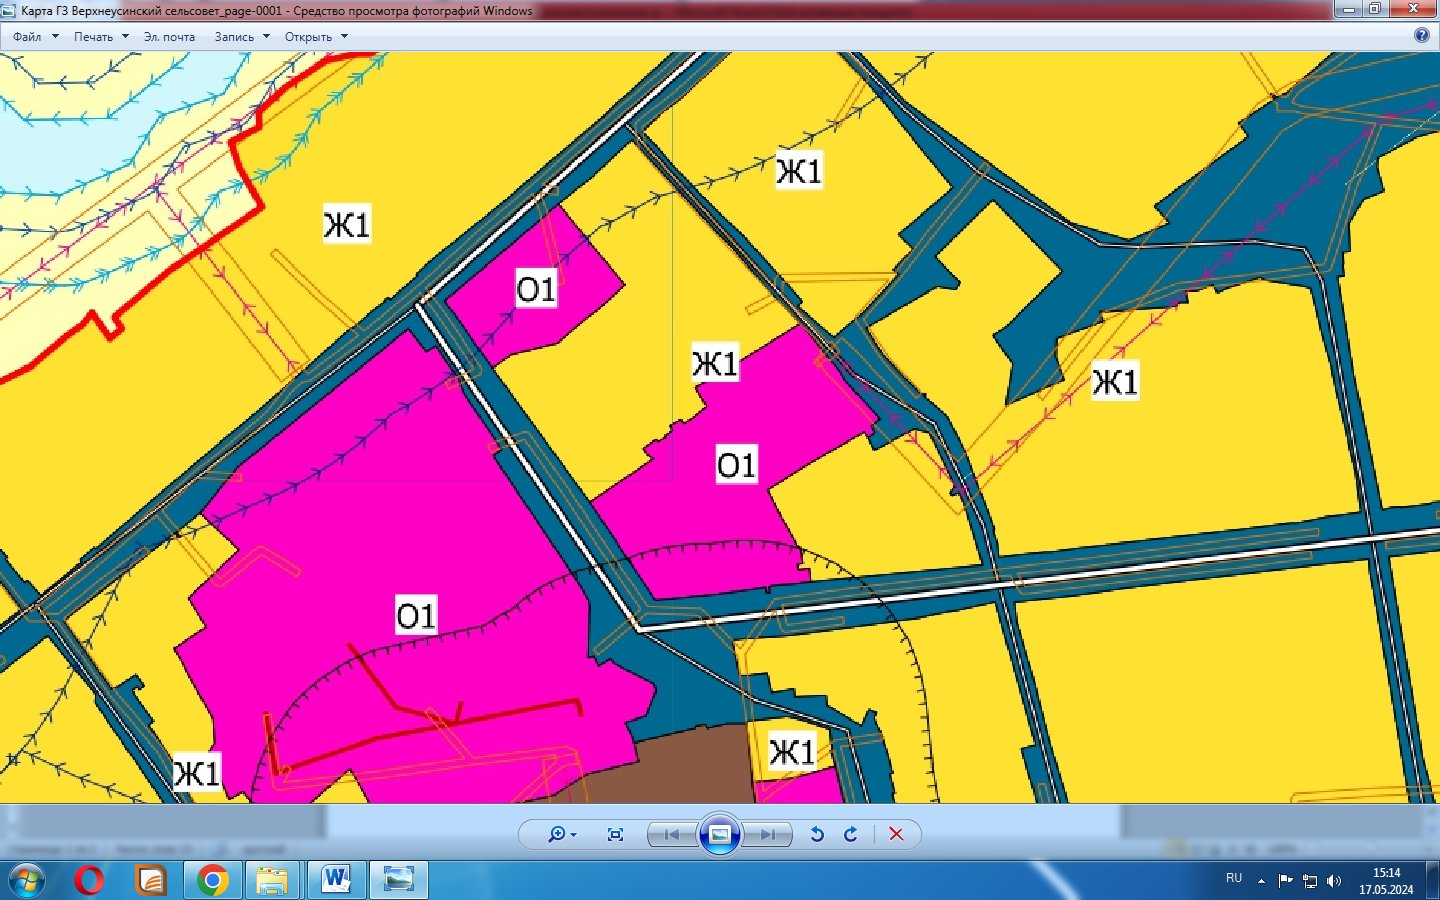 Карта ГЗ Верхнеусинский сельсовет_page-0001 - Средство просмотра фотографий Windows
Файл Печать Эл. почта Запись Открыть
Ж1
Ж1
О1
Ж1
Ж1
О1
О1
Ж1
Ж1
RU
15:14
17.05.2024